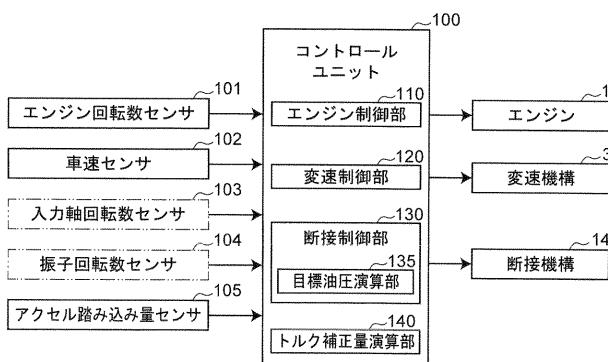 100
コントロール
ユニット
101
エンジン回転数センサ
110
エンジン制御部
1
エンジン
102
車速センサ
120
変速制御部
3
変速機構
103
入力軸回転数センサ
130
断接制御部
104
振子回転数センサ
135
目標油圧演算部
14
断接機構
105
アクセル踏み込み量センサ
140
トルク補正量演算部